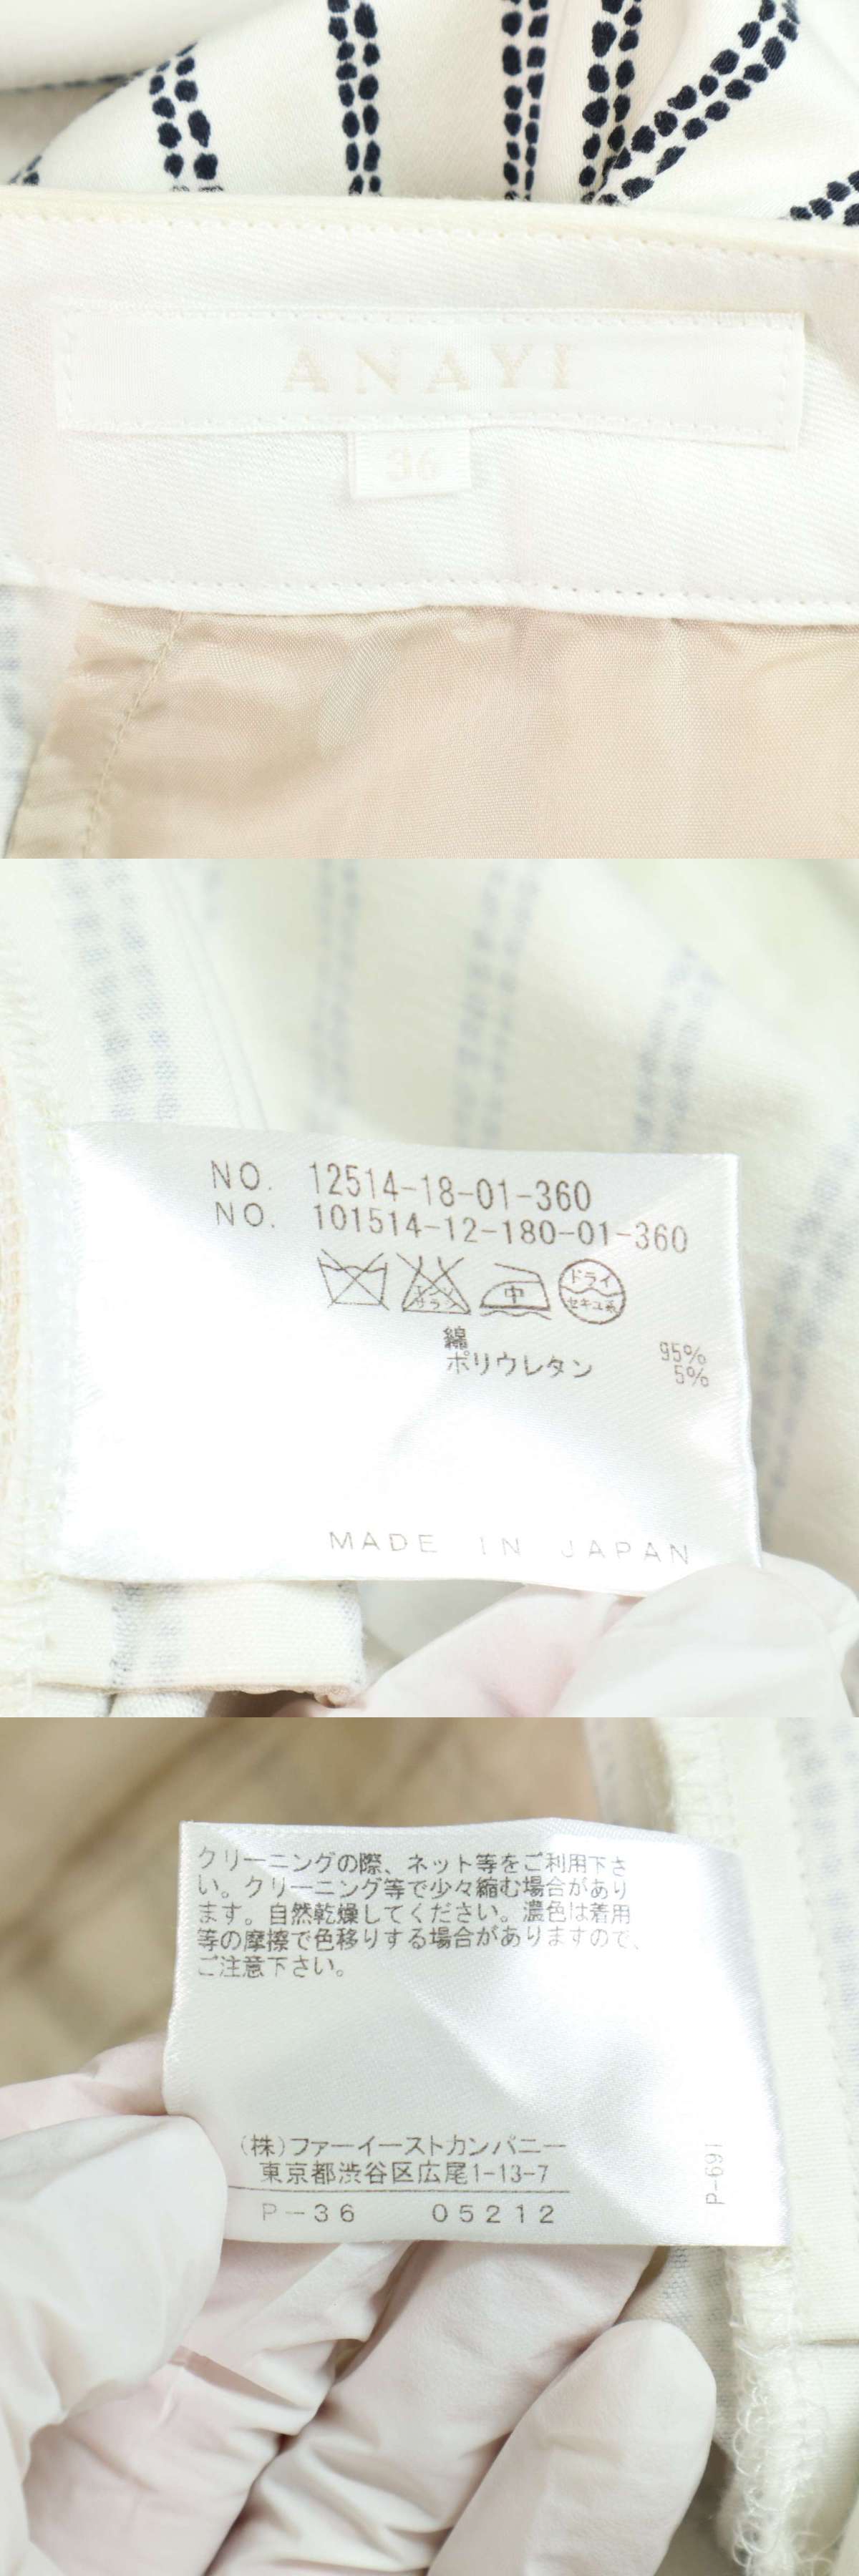 ANAYI
36
NO. 12514-18-01-360
NO. 101514-12-180-01-360
エンソサラシ
中
ドライ
セキユ系
綿 95%
ポリウレタン 5%
MADE IN JAPAN
クリーニングの際、ネット等をご利用下さ
い。クリーニング等で少々縮む場合があり
ます。自然乾燥してください。濃色は着用
等の摩擦で色移りする場合がありますので、
ご注意下さい。
(株)ファーイーストカンパニー
東京都渋谷区広尾1-13-7
P-36 05212
P-691